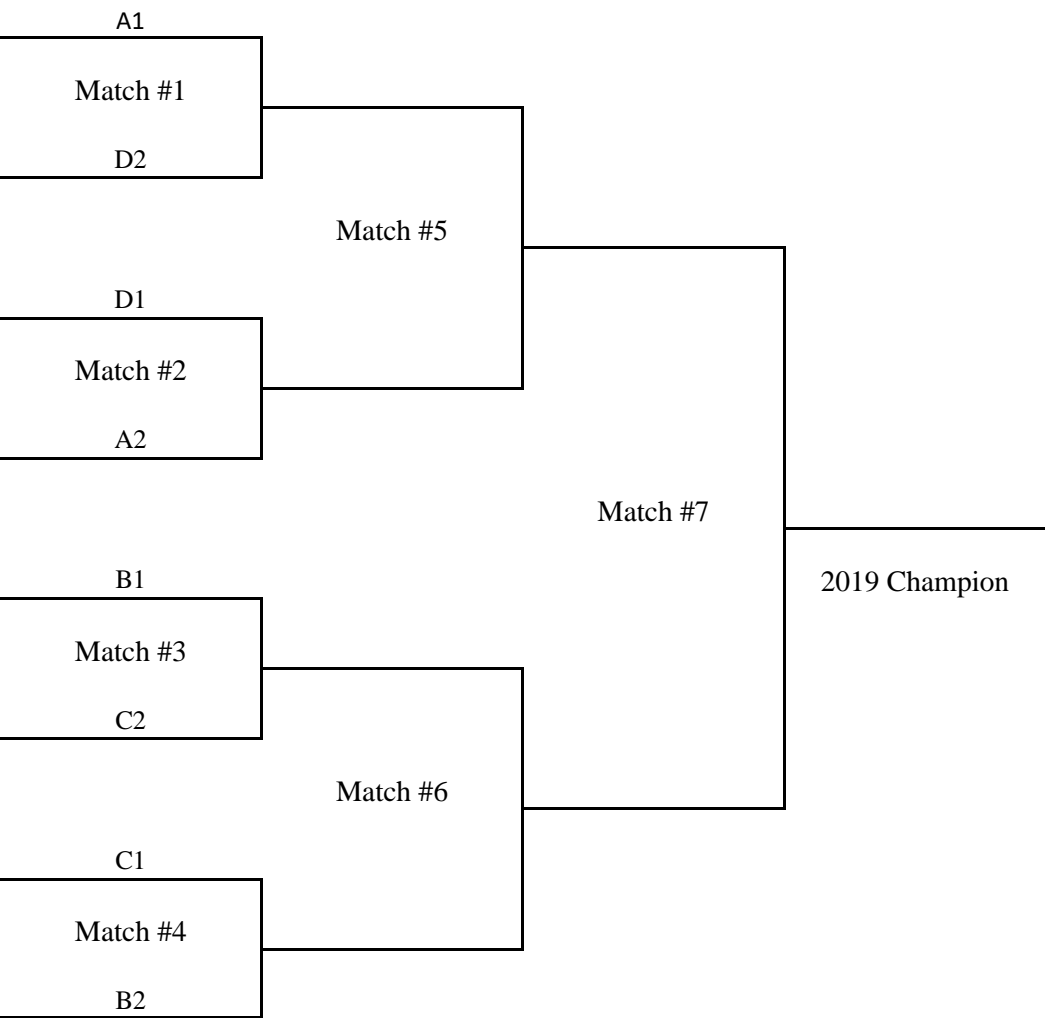 A1
Match #1
D2
Match #5
D1
Match #2
A2
Match #7
2019 Champion
B1
Match #3
C2
Match #6
C1
Match #4
B2